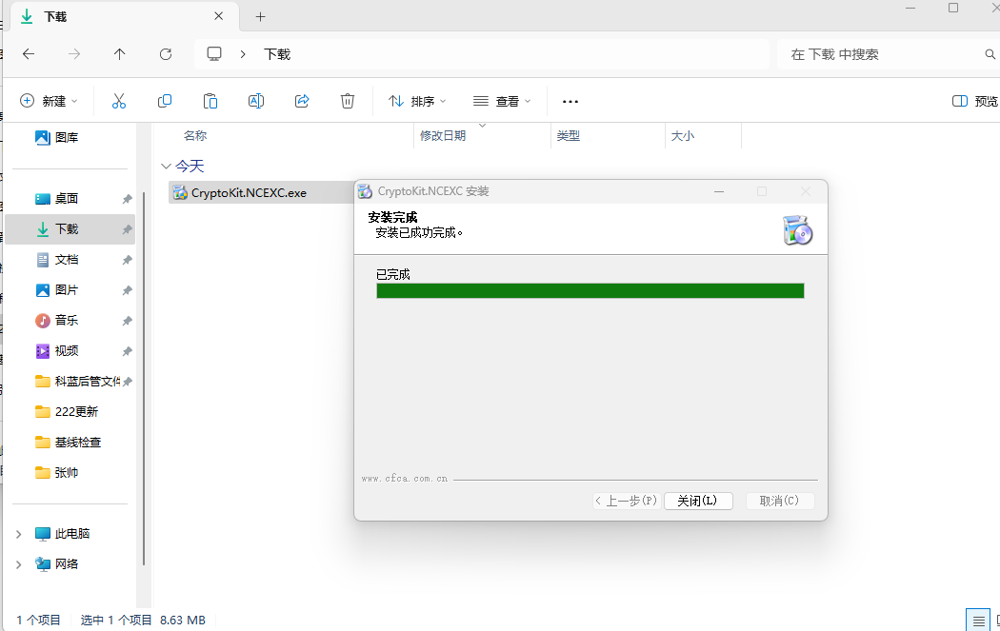 下载
下载
在 下载 中搜索
新建
排序
查看
预览
图库
名称
修改日期
类型
大小
今天
桌面
CryptoKit.NCEXC.exe
CryptoKit.NCEXC 安装
安装完成
安装已成功完成。
下载
文档
已完成
图片
音乐
视频
科蓝后管文件
222更新
基线检查
张帅
www.cfca.com.cn
< 上一步(P)
关闭(L)
取消(C)
此电脑
网络
1 个项目
选中 1 个项目 8.63 MB